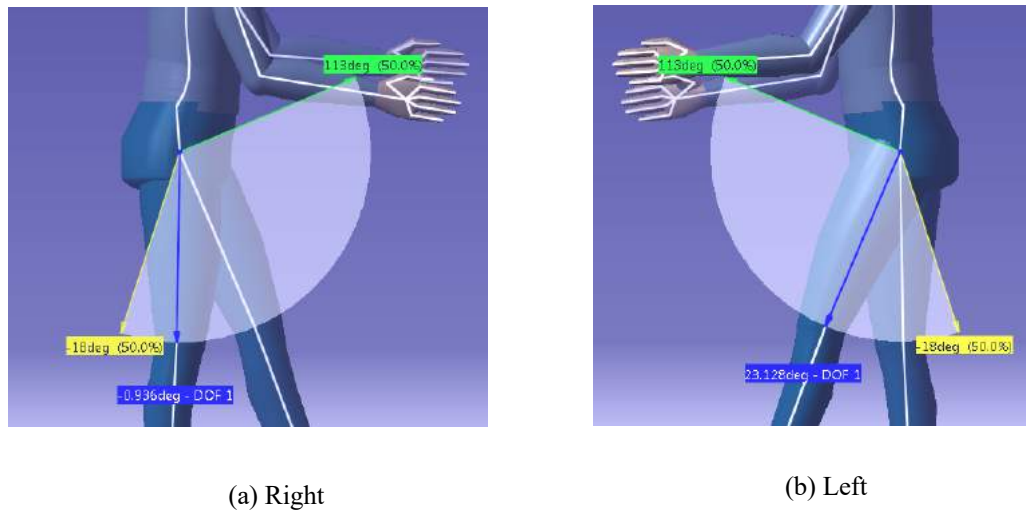 113deg (50.0%)
-18deg (50.0%)
-0.936deg - DOF 1
(a) Right
113deg (50.0%)
-18deg (50.0%)
23.128deg - DOF 1
(b) Left